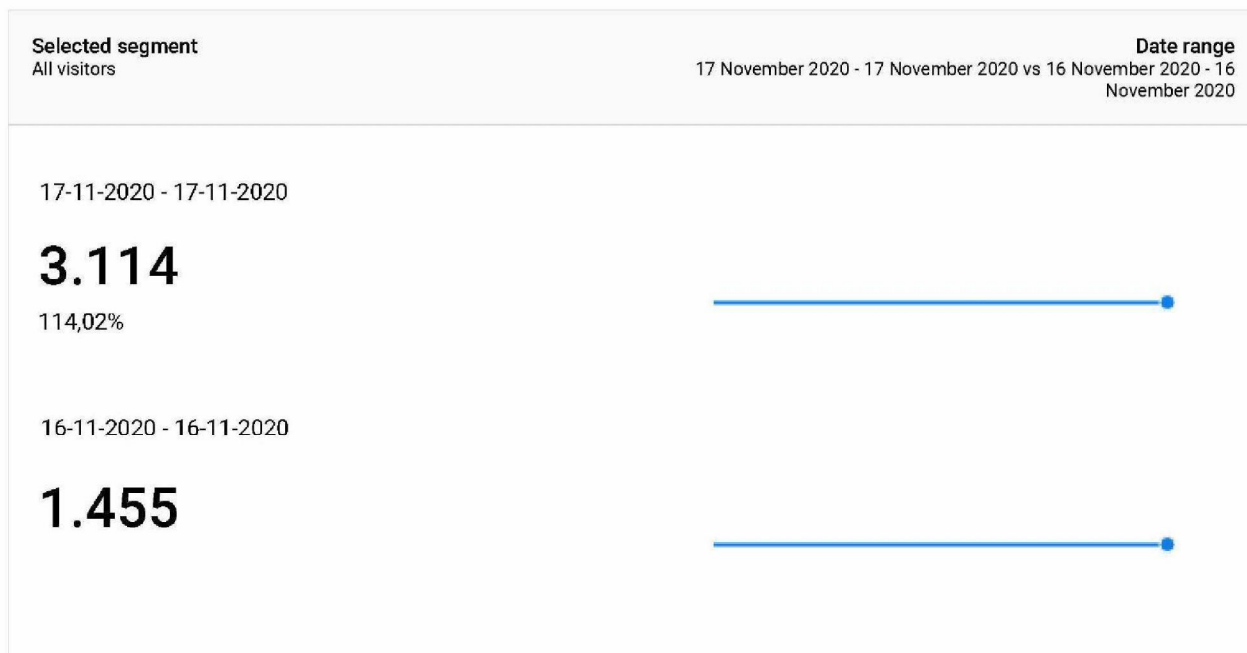 Selected segment
All visitors
Date range
17 November 2020 - 17 November 2020 vs 16 November 2020 - 16
November 2020
17-11-2020 - 17-11-2020
3.114
114,02%
16-11-2020 - 16-11-2020
1.455